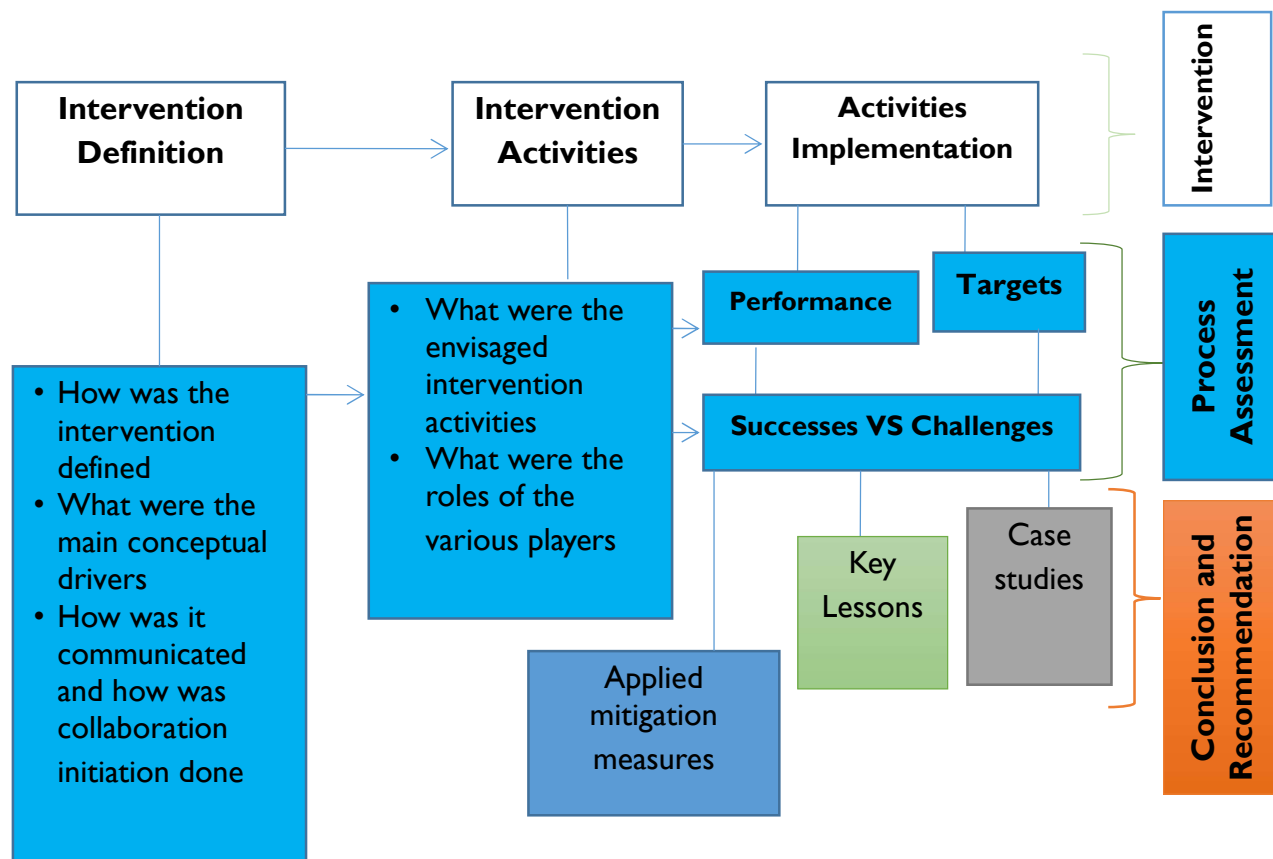 Intervention
Definition
Intervention
Activities
Activities
Implementation
Intervention
• How was the
intervention
defined
• What were the
main conceptual
drivers
• How was it
communicated
and how was
collaboration
initiation done
• What were the
envisaged
intervention
activities
• What were the
roles of the
various players
Performance
Targets
Successes VS Challenges
Process
Assessment
Applied
mitigation
measures
Key
Lessons
Case
studies
Conclusion and
Recommendation